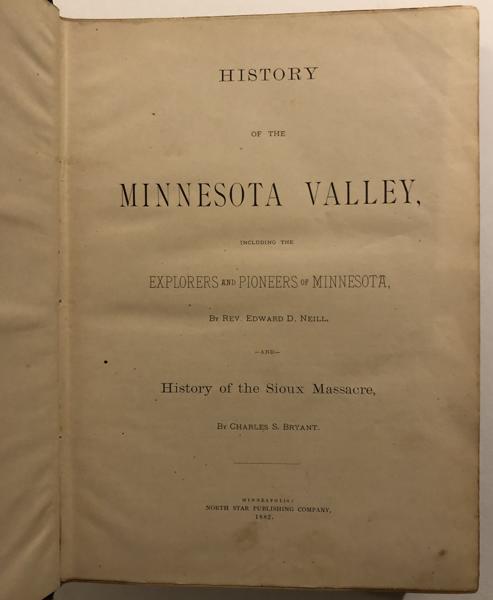 HISTORY
OF THE
MINNESOTA VALLEY,
INCLUDING THE
EXPLORERS AND PIONEERS OF MINNESOTA,
BY REV. EDWARD D. NEILL.
—AND—
History of the Sioux Massacre,
BY CHARLES S. BRYANT.
MINNEAPOLIS:
NORTH STAR PUBLISHING COMPANY,
1882.